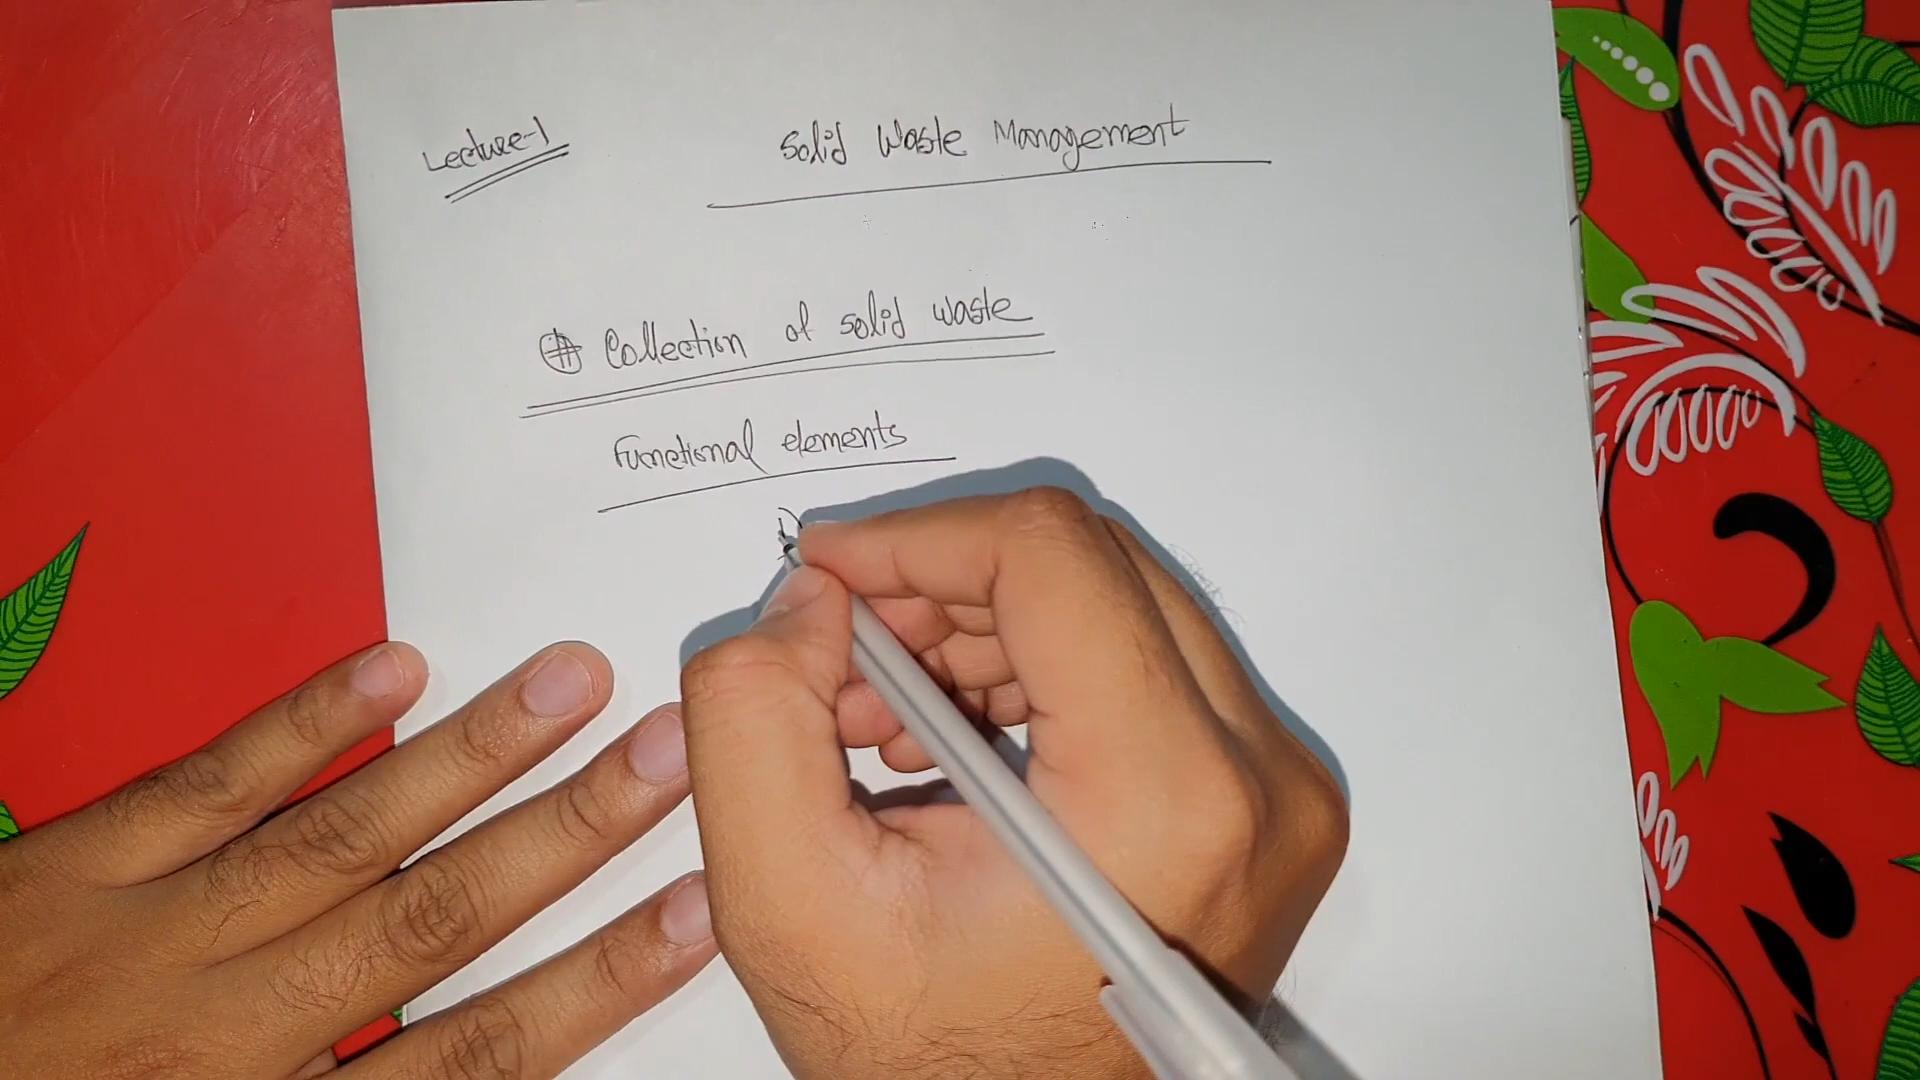 Lecture-1
Solid Waste Management
# Collection of solid waste
Functional elements